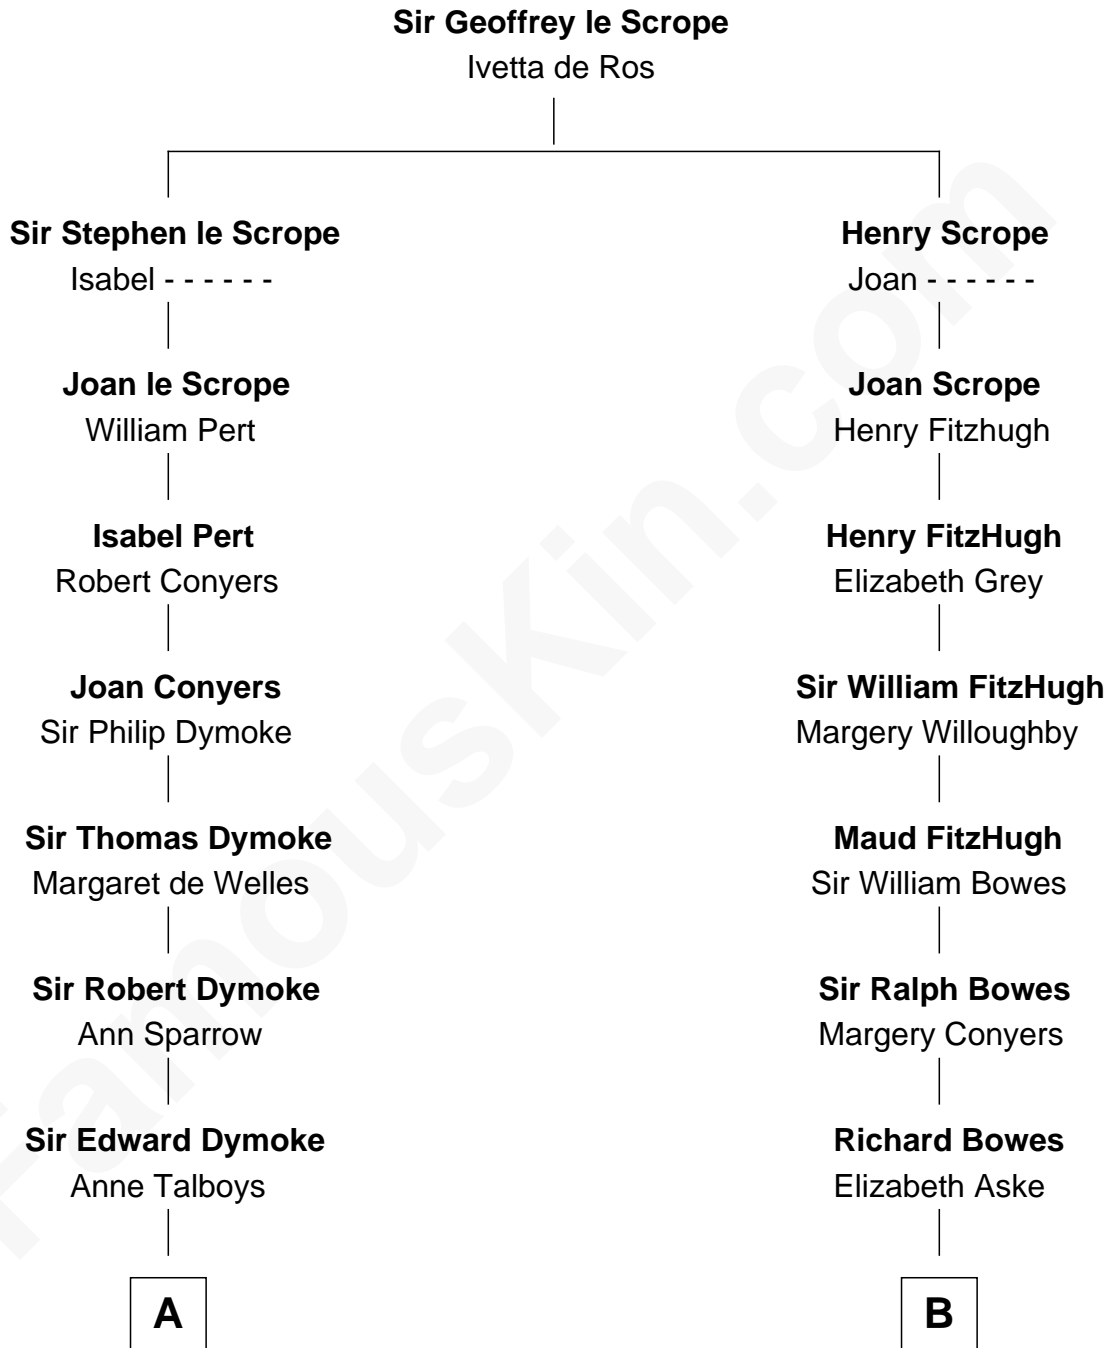 Sir Geoffrey le Scrope
Ivetta de Ros
Sir Stephen le Scrope
Isabel - - - - - -
Henry Scrope
Joan - - - - - -
Joan le Scrope
William Pert
Joan Scrope
Henry Fitzhugh
Isabel Pert
Robert Conyers
Henry FitzHugh
Elizabeth Grey
Joan Conyers
Sir Philip Dymoke
Sir William FitzHugh
Margery Willoughby
Sir Thomas Dymoke
Margaret de Welles
Maud FitzHugh
Sir William Bowes
Sir Robert Dymoke
Ann Sparrow
Sir Ralph Bowes
Margery Conyers
Sir Edward Dymoke
Anne Talboys
Richard Bowes
Elizabeth Aske
A
B
FamousKin.com